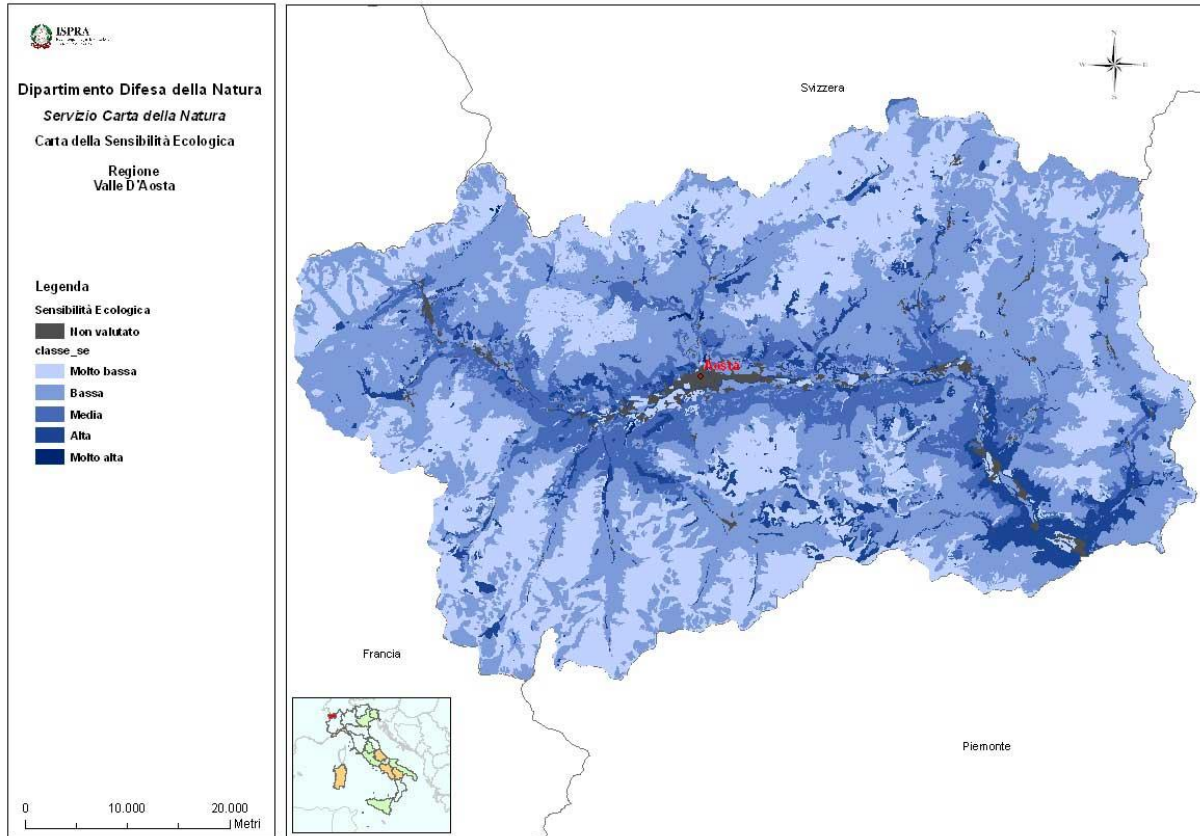 ISPRA
Dipartimento Difesa della Natura
Servizio Carta della Natura
Carta della Sensibilità Ecologica
Regione
Valle D'Aosta
Legenda
Sensibilità Ecologica
Non valutato
classe_se
Molto bassa
Bassa
Media
Alta
Molto alta
0 10.000 20.000
Metri
Svizzera
N
W E
S
Aosta
Francia
Piemonte